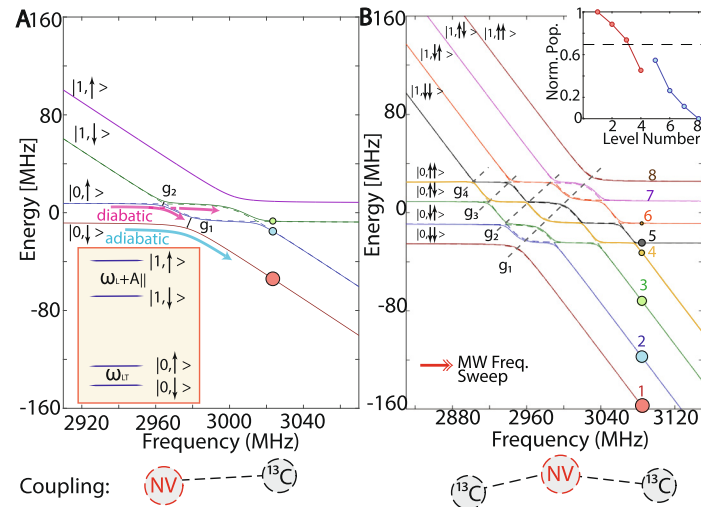 A
160
80
0
-80
-160
Energy [MHz]
|1,↑>
|1,↓>
|0,↑>
|0,↓>
g₂
g₁
diabatic
adiabatic
|1,↑>
ωL+A||
|1,↓>
|0,↑>
ωLT
|0,↓>
2920 2960 3000 3040
Frequency (MHz)
B
160
80
0
-80
-160
Energy [MHz]
|1,↑↑>
|1,↑↓>
|1,↓↑>
|1,↓↓>
|0,↑↑>
|0,↑↓>
|0,↓↑>
|0,↓↓>
g₄
g₃
g₂
g₁
8
7
6
5
4
3
2
1
MW Freq.
Sweep
2880 2960 3040 3120
Frequency (MHz)
Norm. Pop.
1.0
0.6
0
2 4 6 8
Level Number
Coupling:
NV
¹³C
¹³C
NV
¹³C